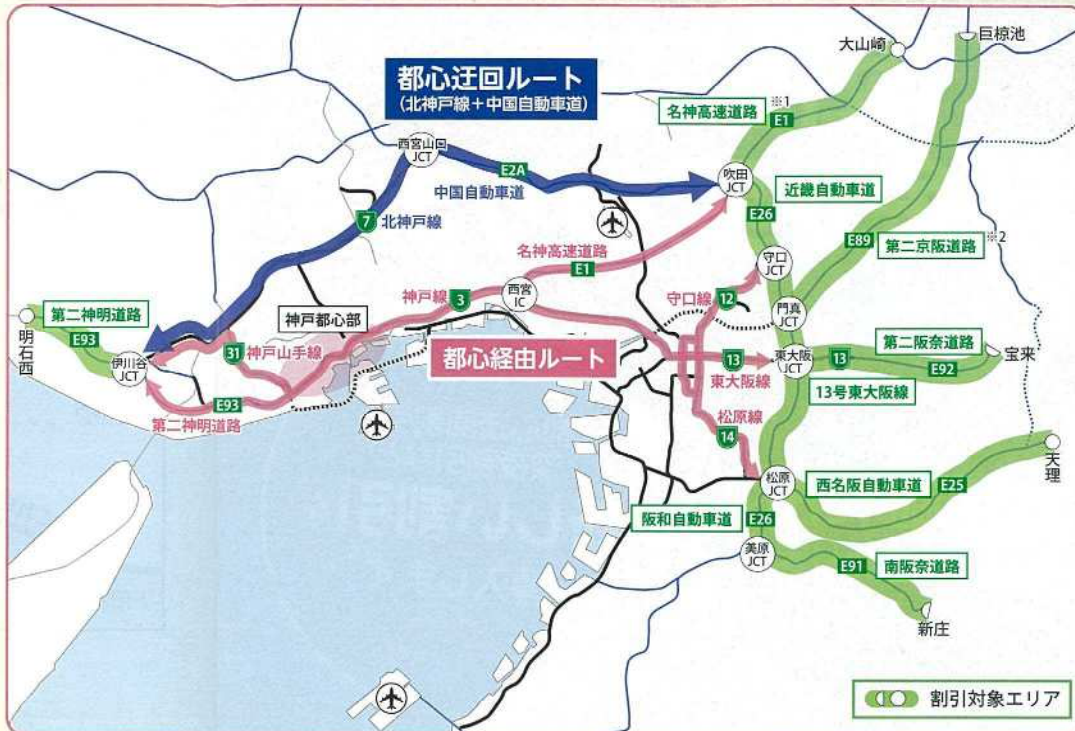 大山崎
巨椋池
都心迂回ルート
(北神戸線+中国自動車道)
名神高速道路
※1
E1
西宮山口
JCT
E2A
中国自動車道
吹田
JCT
近畿自動車道
7
北神戸線
E26
E89
第二京阪道路
※2
名神高速道路
E1
守口
JCT
守口線
12
神戸線
3
西宮
IC
第二神明道路
神戸都心部
門真
JCT
明石西
E93
伊川谷
JCT
31
神戸山手線
都心経由ルート
13
東大阪線
東大阪
JCT
13
第二阪奈道路
E92
宝来
13号東大阪線
E93
第二神明道路
松原線
14
松原
JCT
西名阪自動車道
E25
天理
阪和自動車道
E26
美原
JCT
E91
南阪奈道路
新庄
割引対象エリア